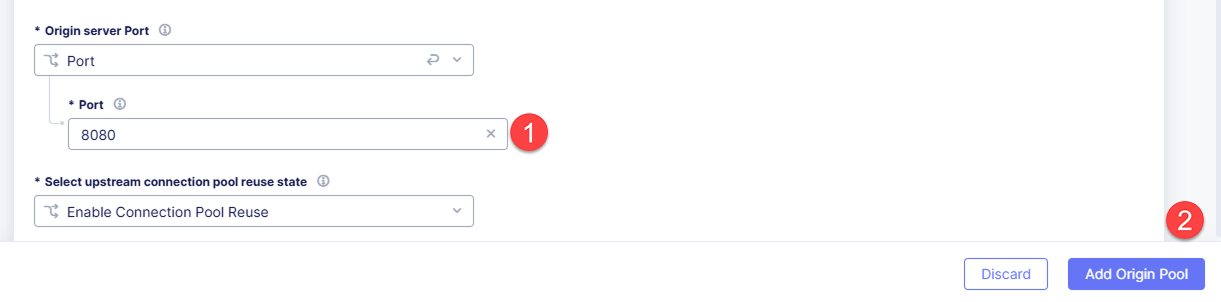 * Origin server Port
Port
* Port
8080
1
* Select upstream connection pool reuse state
Enable Connection Pool Reuse
2
Discard
Add Origin Pool